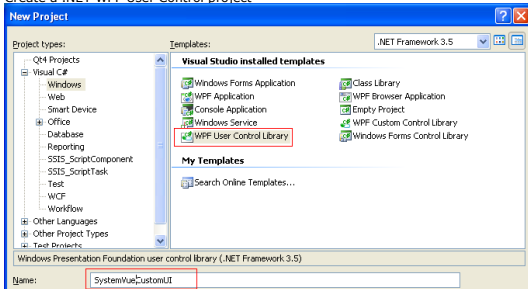 Create a .NET WPF User Control project
New Project
Project types:
Templates:
.NET Framework 3.5
Qt4 Projects
Visual C#
Windows
Web
Smart Device
Office
Database
Reporting
SSIS_ScriptComponent
SSIS_ScriptTask
Test
WCF
Workflow
Other Languages
Other Project Types
Test Projects
Visual Studio installed templates
Windows Forms Application
Class Library
WPF Application
WPF Browser Application
Console Application
Empty Project
Windows Service
WPF Custom Control Library
WPF User Control Library
Windows Forms Control Library
My Templates
Search Online Templates...
Windows Presentation Foundation user control library (.NET Framework 3.5)
Name:
SystemVue.CustomUI